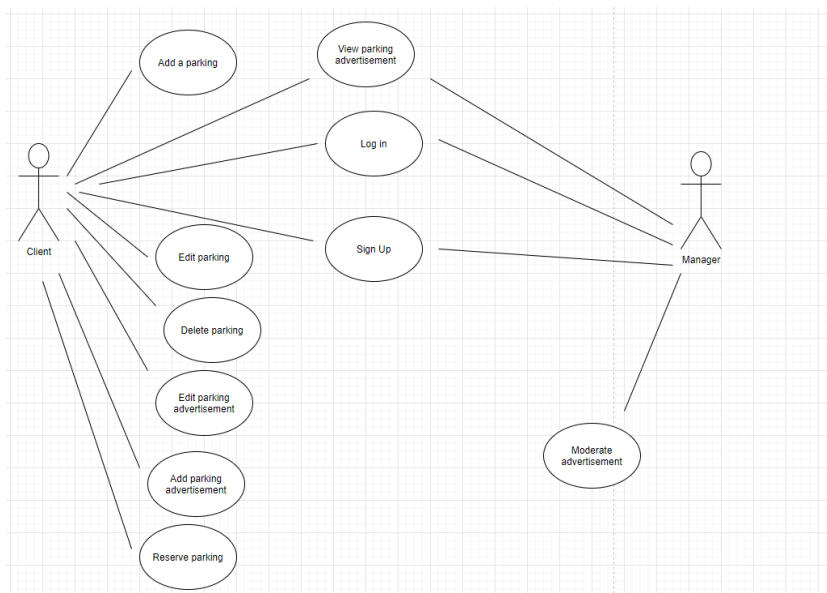 View parking
advertisement
Add a parking
Log in
Client
Sign Up
Manager
Edit parking
Delete parking
Edit parking
advertisement
Moderate
advertisement
Add parking
advertisement
Reserve parking